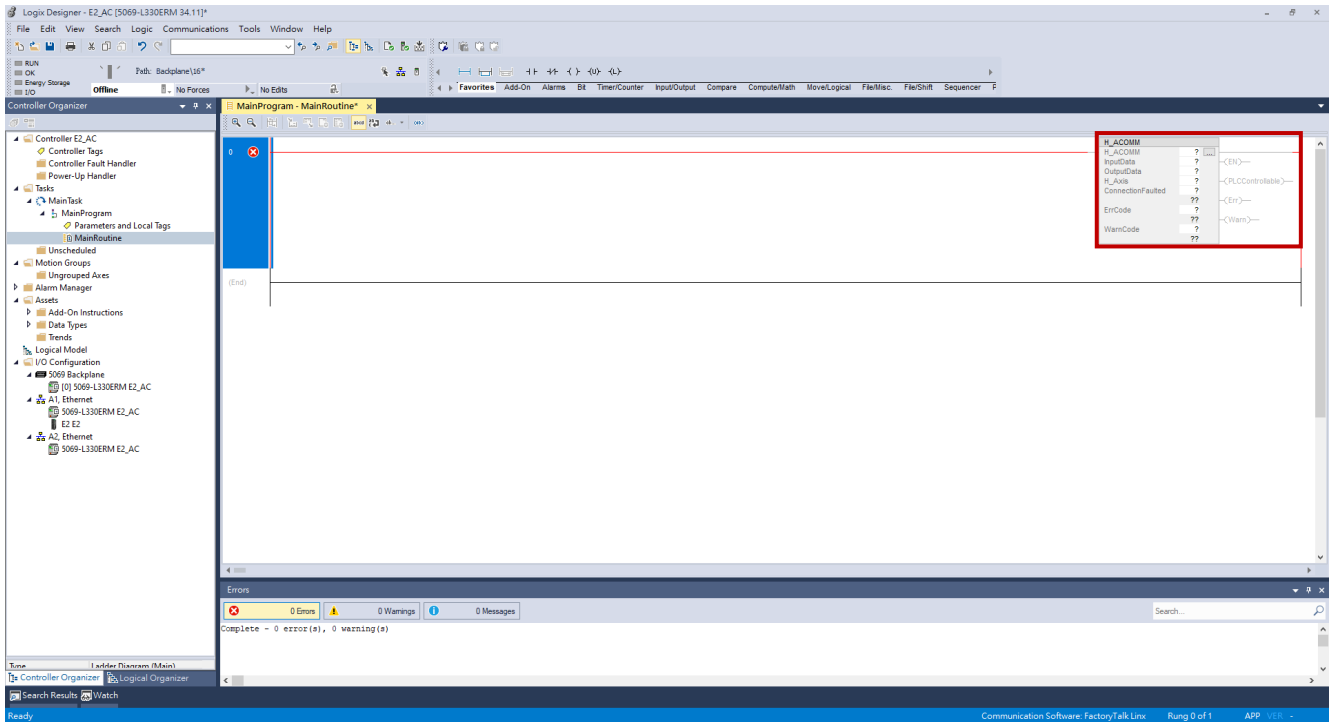 Logix Designer - E2_AC [5069-L330ERM 34.11]*
File Edit View Search Logic Communications Tools Window Help
RUN
OK
Energy Storage
I/O
Path: Backplane\16*
Offline
No Forces
No Edits
Favorites Add-On Alarms Bit Timer/Counter Input/Output Compare Compute/Math Move/Logical File/Misc. File/Shift Sequencer
Controller Organizer
MainProgram - MainRoutine*
Controller E2_AC
Controller Tags
Controller Fault Handler
Power-Up Handler
Tasks
MainTask
MainProgram
Parameters and Local Tags
MainRoutine
Unscheduled
Motion Groups
Ungrouped Axes
Alarm Manager
Assets
Add-On Instructions
Data Types
Trends
Logical Model
I/O Configuration
5069 Backplane
[0] 5069-L330ERM E2_AC
A1, Ethernet
5069-L330ERM E2_AC
E2 E2
A2, Ethernet
5069-L330ERM E2_AC
0
(End)
H_ACOMM
H_ACOMM ? ...
InputData ? (EN)
OutputData ?
H_Axis ? (PLCControllable)
ConnectionFaulted ?
?? (Err)
ErrCode ?
?? (Warn)
WarnCode ?
??
Errors
0 Errors 0 Warnings 0 Messages
Search...
Complete - 0 error(s), 0 warning(s)
Type Ladder Diagram (Main)
Controller Organizer Logical Organizer
Search Results Watch
Ready
Communication Software: FactoryTalk Linx Rung 0 of 1 APP VER